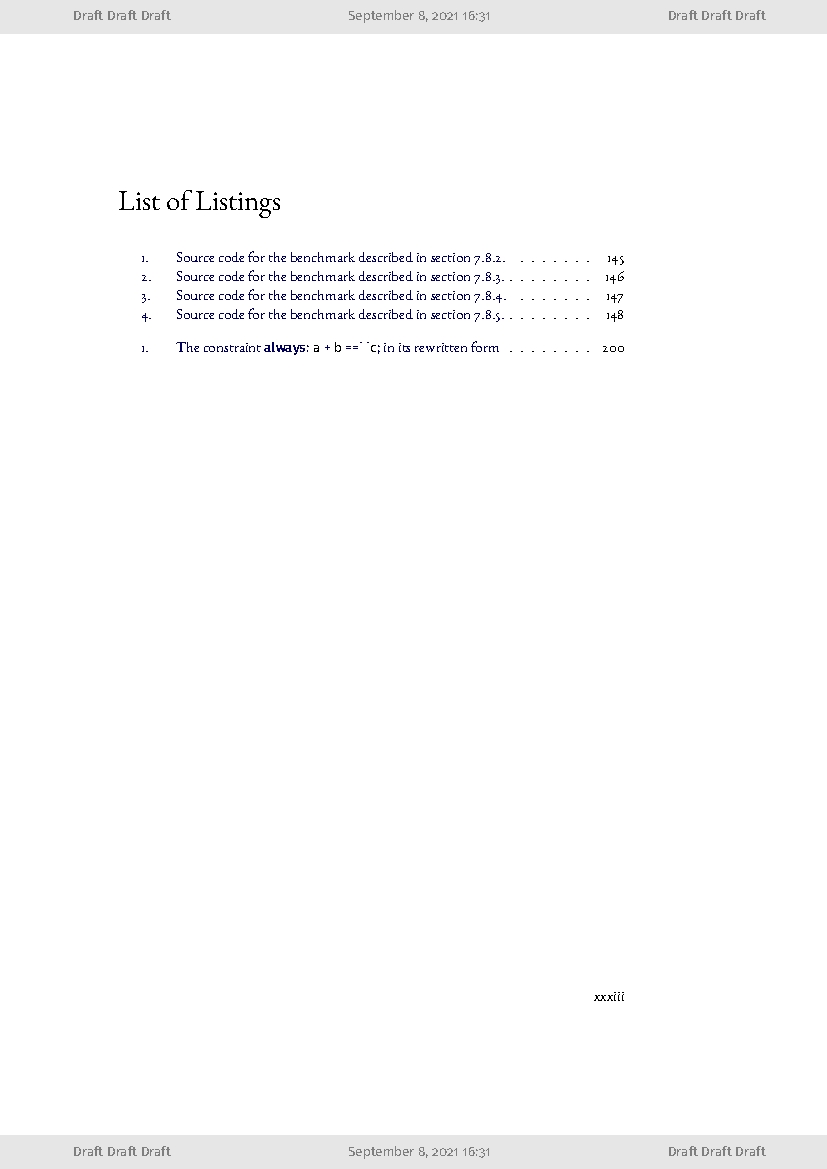 Draft Draft Draft September 8, 2021 16:31 Draft Draft Draft
List of Listings
1. Source code for the benchmark described in section 7.8.2. . . . . . . . . 145
2. Source code for the benchmark described in section 7.8.3. . . . . . . . . 146
3. Source code for the benchmark described in section 7.8.4. . . . . . . . . 147
4. Source code for the benchmark described in section 7.8.5. . . . . . . . . 148
1. The constraint always: a + b ==``c; in its rewritten form . . . . . . . . 200
xxxiii
Draft Draft Draft September 8, 2021 16:31 Draft Draft Draft